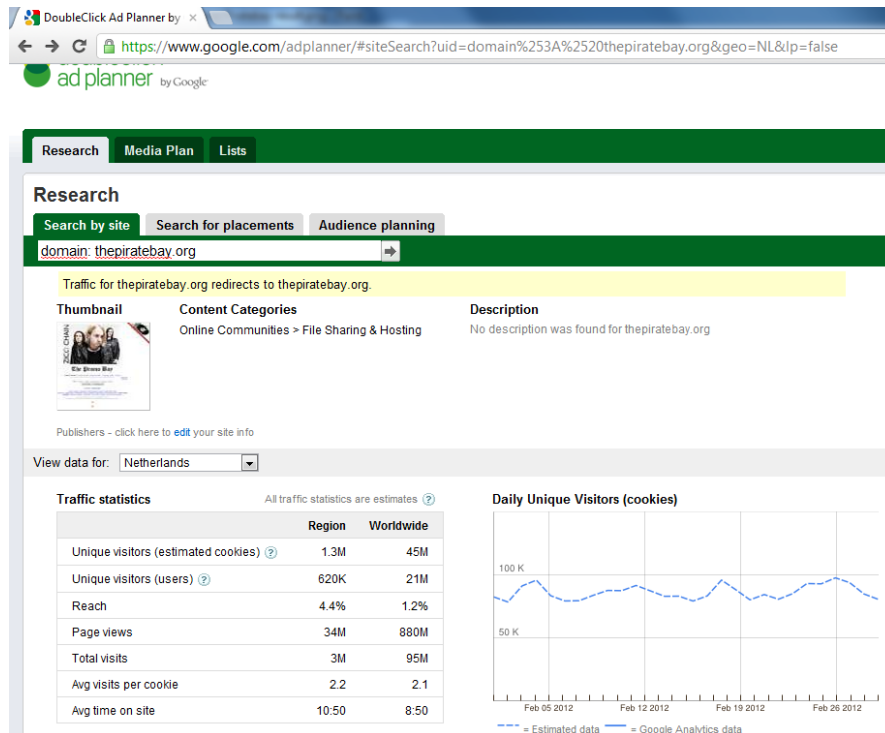 DoubleClick Ad Planner by
https://www.google.com/adplanner/#siteSearch?uid=domain%253A%2520thepiratebay.org&geo=NL&lp=false
ad planner by Google
Research Media Plan Lists
Research
Search by site Search for placements Audience planning
domain: thepiratebay.org
Traffic for thepiratebay.org redirects to thepiratebay.org.
Thumbnail Content Categories Description
Online Communities > File Sharing & Hosting No description was found for thepiratebay.org
ZICO CHAIN
The Pirate Bay
Publishers - click here to edit your site info
View data for: Netherlands
Traffic statistics All traffic statistics are estimates ? Daily Unique Visitors (cookies)
Region Worldwide
Unique visitors (estimated cookies) ? 1.3M 45M
Unique visitors (users) ? 620K 21M
Reach 4.4% 1.2%
Page views 34M 880M
Total visits 3M 95M
Avg visits per cookie 2.2 2.1
Avg time on site 10:50 8:50
100 K
50 K
Feb 05 2012 Feb 12 2012 Feb 19 2012 Feb 26 2012
= Estimated data = Google Analytics data